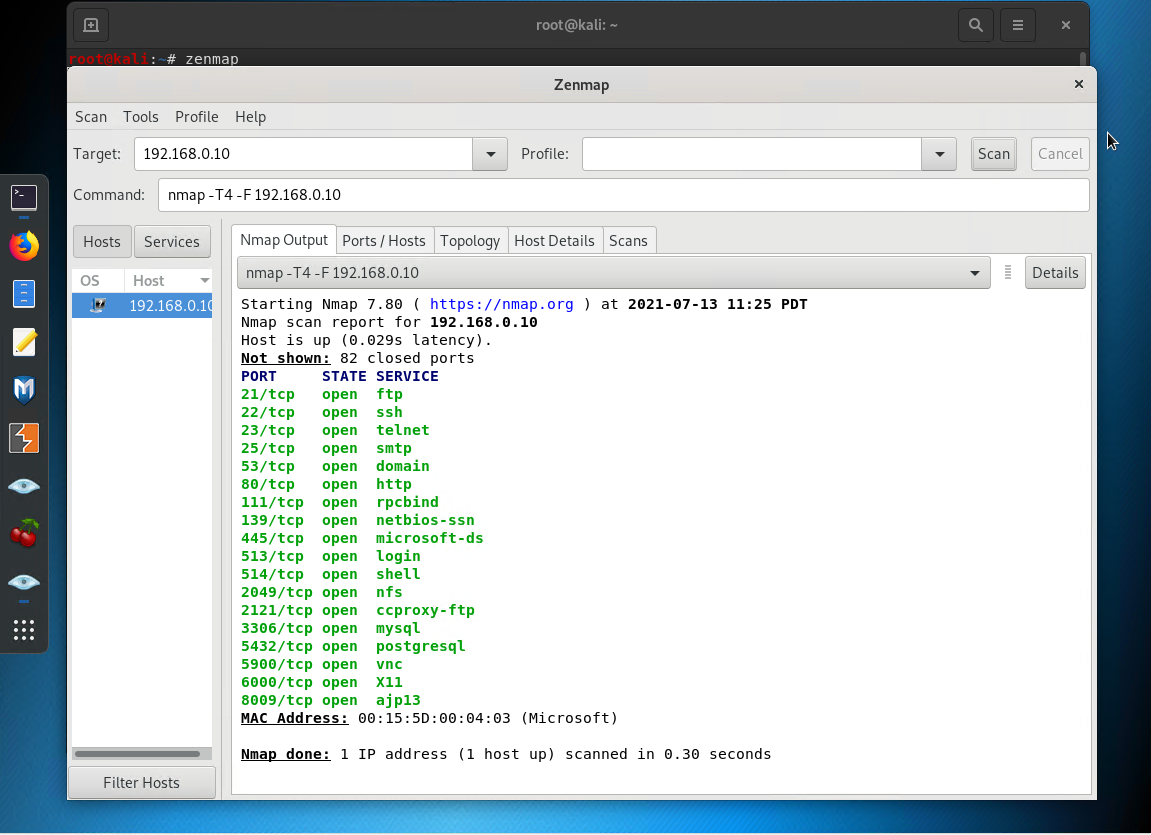 root@kali: ~
root@kali:~# zenmap
Zenmap
Scan Tools Profile Help
Target: 192.168.0.10 Profile: Scan Cancel
Command: nmap -T4 -F 192.168.0.10
Hosts Services
Nmap Output Ports / Hosts Topology Host Details Scans
OS Host
192.168.0.10
nmap -T4 -F 192.168.0.10 Details
Starting Nmap 7.80 ( https://nmap.org ) at 2021-07-13 11:25 PDT
Nmap scan report for 192.168.0.10
Host is up (0.029s latency).
Not shown: 82 closed ports
PORT STATE SERVICE
21/tcp open ftp
22/tcp open ssh
23/tcp open telnet
25/tcp open smtp
53/tcp open domain
80/tcp open http
111/tcp open rpcbind
139/tcp open netbios-ssn
445/tcp open microsoft-ds
513/tcp open login
514/tcp open shell
2049/tcp open nfs
2121/tcp open ccproxy-ftp
3306/tcp open mysql
5432/tcp open postgresql
5900/tcp open vnc
6000/tcp open X11
8009/tcp open ajp13
MAC Address: 00:15:5D:00:04:03 (Microsoft)
Nmap done: 1 IP address (1 host up) scanned in 0.30 seconds
Filter Hosts